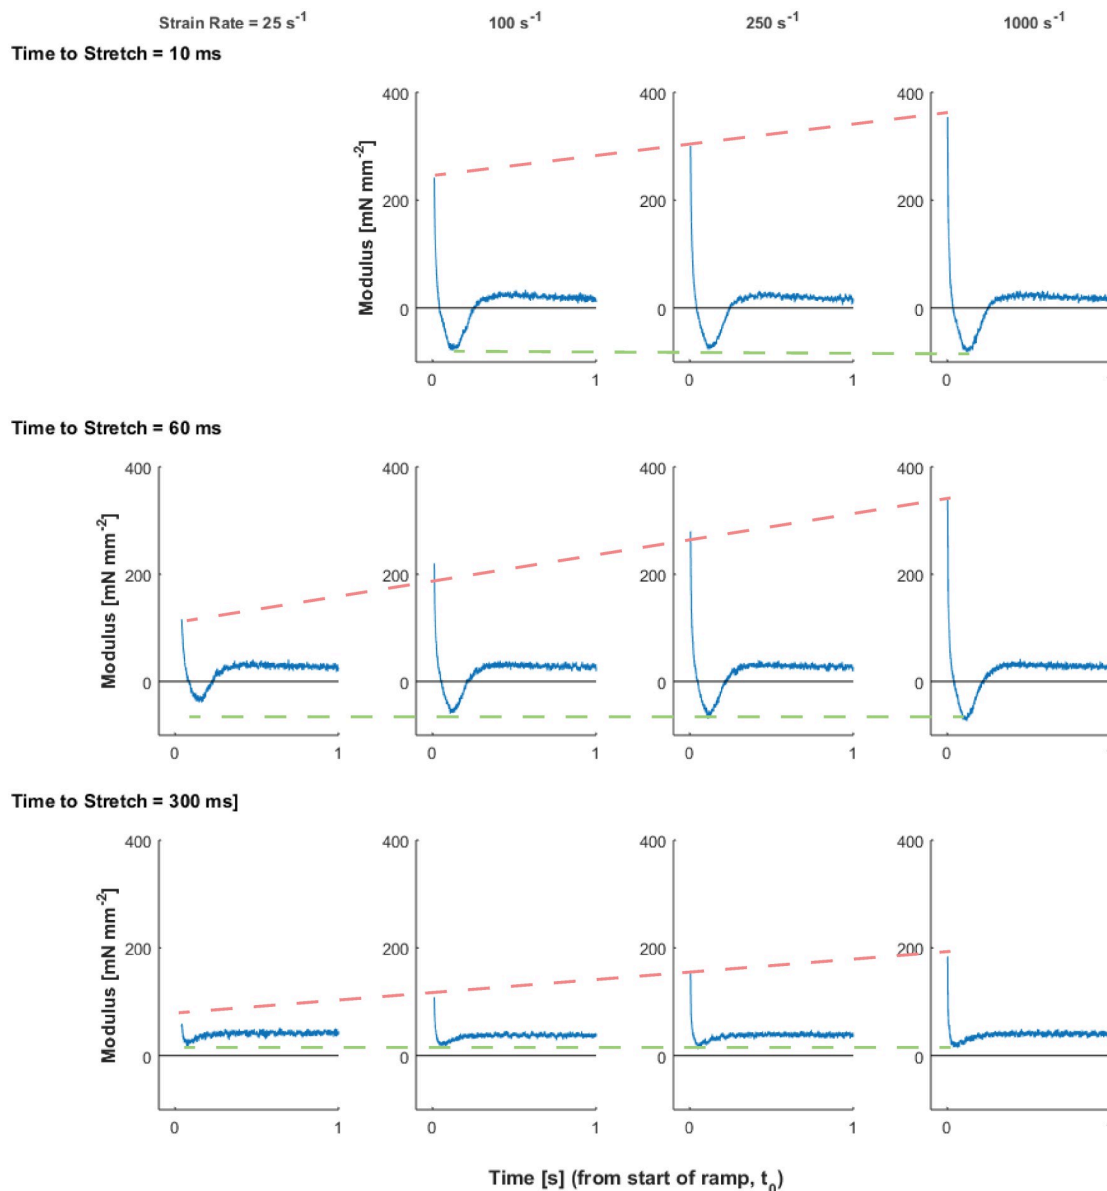 Strain Rate = 25 s⁻¹ 100 s⁻¹ 250 s⁻¹ 1000 s⁻¹
Time to Stretch = 10 ms
400 400 400
200 200 200
0 0 0
Modulus [mN mm⁻²]
0 1 0 1 0 1
Time to Stretch = 60 ms
400 400 400 400
200 200 200 200
0 0 0 0
Modulus [mN mm⁻²]
0 1 0 1 0 1 0 1
Time to Stretch = 300 ms]
400 400 400 400
200 200 200 200
0 0 0 0
Modulus [mN mm⁻²]
0 1 0 1 0 1 0 1
Time [s] (from start of ramp, t₀)